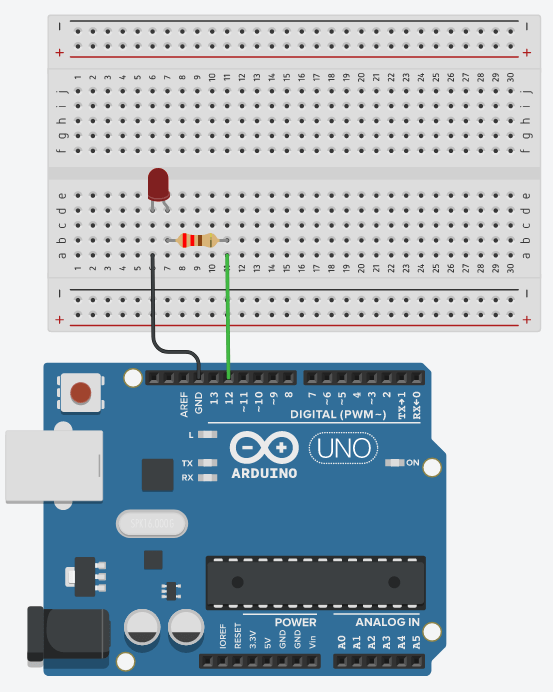 − −
+ +
1 2 3 4 5 6 7 8 9 10 11 12 13 14 15 16 17 18 19 20 21 22 23 24 25 26 27 28 29 30
j j
i i
h h
g g
f f
e e
d d
c c
b b
a a
1 2 3 4 5 6 7 8 9 10 11 12 13 14 15 16 17 18 19 20 21 22 23 24 25 26 27 28 29 30
− −
+ +
AREF GND 13 12 ~11 ~10 ~9 8 7 ~6 ~5 4 ~3 2 TX→1 RX←0
DIGITAL (PWM~)
L
TX
RX
ARDUINO
UNO
ON
POWER
ANALOG IN
IOREF RESET 3.3V 5V GND GND Vin A0 A1 A2 A3 A4 A5